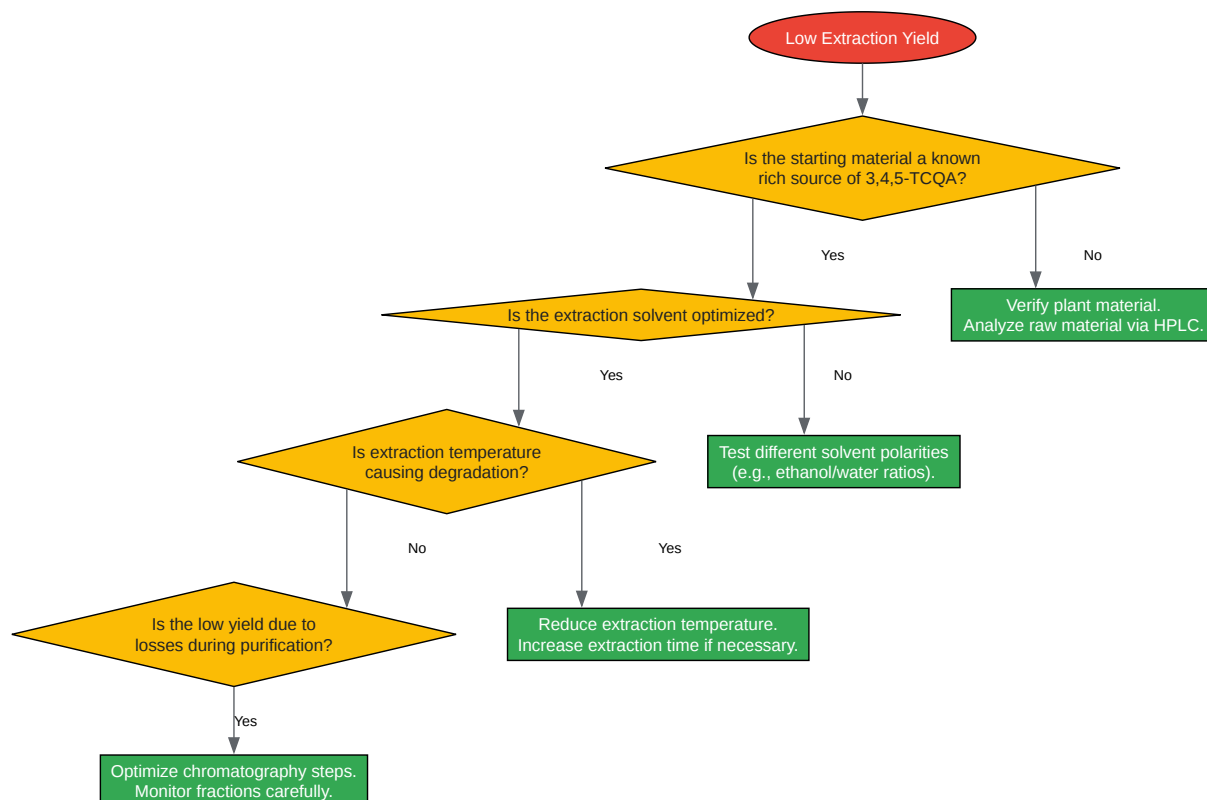 Low Extraction Yield
Is the starting material a known
rich source of 3,4,5-TCQA?
Yes
No
Verify plant material.
Analyze raw material via HPLC.
Is the extraction solvent optimized?
Yes
No
Test different solvent polarities
(e.g., ethanol/water ratios).
Is extraction temperature
causing degradation?
No
Yes
Reduce extraction temperature.
Increase extraction time if necessary.
Is the low yield due to
losses during purification?
Yes
Optimize chromatography steps.
Monitor fractions carefully.